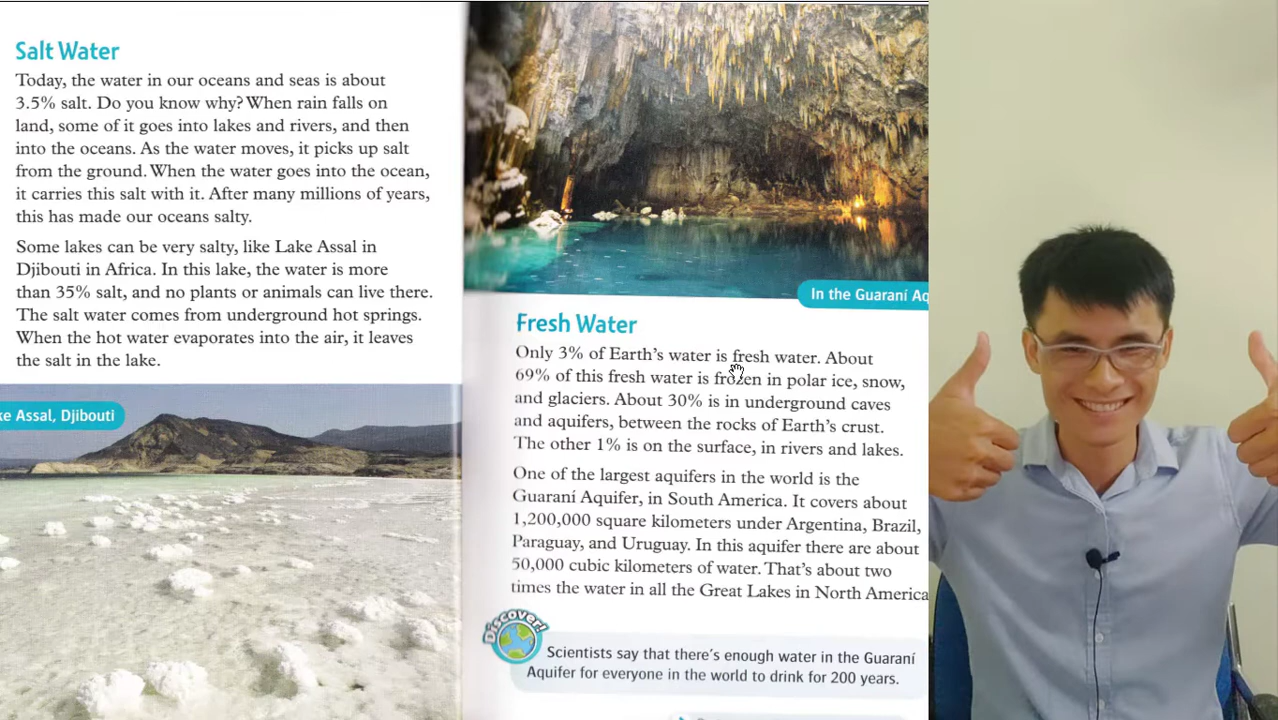 Salt Water
Today, the water in our oceans and seas is about
3.5% salt. Do you know why? When rain falls on
land, some of it goes into lakes and rivers, and then
into the oceans. As the water moves, it picks up salt
from the ground. When the water goes into the ocean,
it carries this salt with it. After many millions of years,
this has made our oceans salty.
Some lakes can be very salty, like Lake Assal in
Djibouti in Africa. In this lake, the water is more
than 35% salt, and no plants or animals can live there.
The salt water comes from underground hot springs.
When the hot water evaporates into the air, it leaves
the salt in the lake.
ke Assal, Djibouti
In the Guaraní Aq
Fresh Water
Only 3% of Earth's water is fresh water. About
69% of this fresh water is frozen in polar ice, snow,
and glaciers. About 30% is in underground caves
and aquifers, between the rocks of Earth's crust.
The other 1% is on the surface, in rivers and lakes.
One of the largest aquifers in the world is the
Guaraní Aquifer, in South America. It covers about
1,200,000 square kilometers under Argentina, Brazil,
Paraguay, and Uruguay. In this aquifer there are about
50,000 cubic kilometers of water. That's about two
times the water in all the Great Lakes in North America
Discover!
Scientists say that there's enough water in the Guaraní
Aquifer for everyone in the world to drink for 200 years.